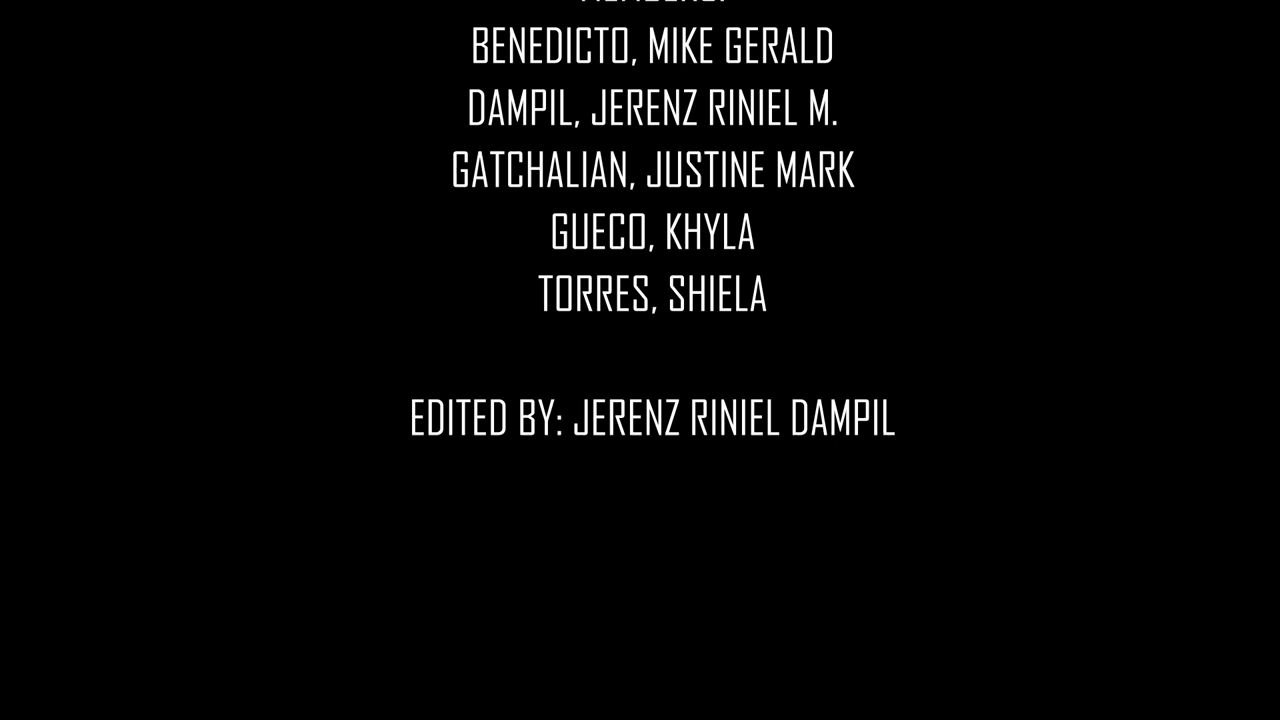 BENEDICTO, MIKE GERALD
DAMPIL, JERENZ RINIEL M.
GATCHALIAN, JUSTINE MARK
GUECO, KHYLA
TORRES, SHIELA
EDITED BY: JERENZ RINIEL DAMPIL